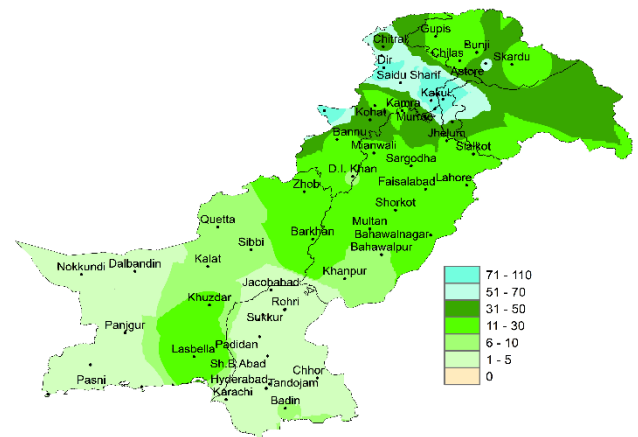 Gupis
Chitral
Bunji
Chilas
Skardu
Dir
Astore
Saidu Sharif
Kakul
Kamra
Kohat
Murree
Bannu
Jhelum
Mianwali
Sialkot
Sargodha
D.I. Khan
Zhob
Faisalabad
Lahore
Shorkot
Quetta
Multan
Barkhan
Bahawalnagar
Sibbi
Bahawalpur
Nokkundi
Dalbandin
Kalat
Khanpur
Jacobabad
Khuzdar
Rohri
Sukkur
Panjgur
Padidan
Lasbella
Sh.B.Abad
Chhor
Pasni
Hyderabad
Tandojam
Karachi
Badin
71 - 110
51 - 70
31 - 50
11 - 30
6 - 10
1 - 5
0